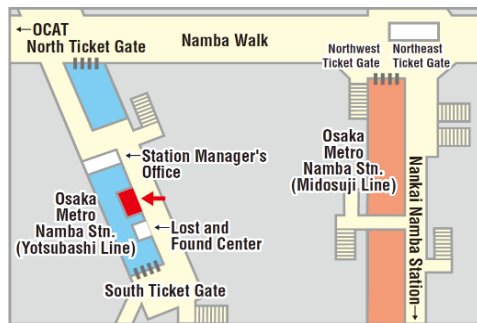 ←OCAT
North Ticket Gate
Namba Walk
Northwest
Ticket Gate
Northeast
Ticket Gate
←Station Manager's
Office
Osaka
Metro
Namba Stn.
(Midosuji Line)
Osaka
Metro
Namba Stn.
(Yotsubashi Line)
←Lost and
Found Center
South Ticket Gate
Nankai Namba Station→